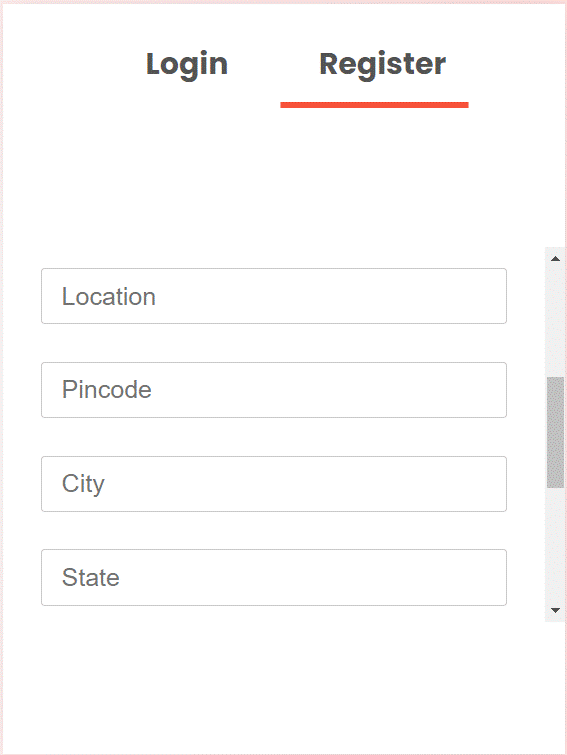 Login Register
Location
Pincode
City
State